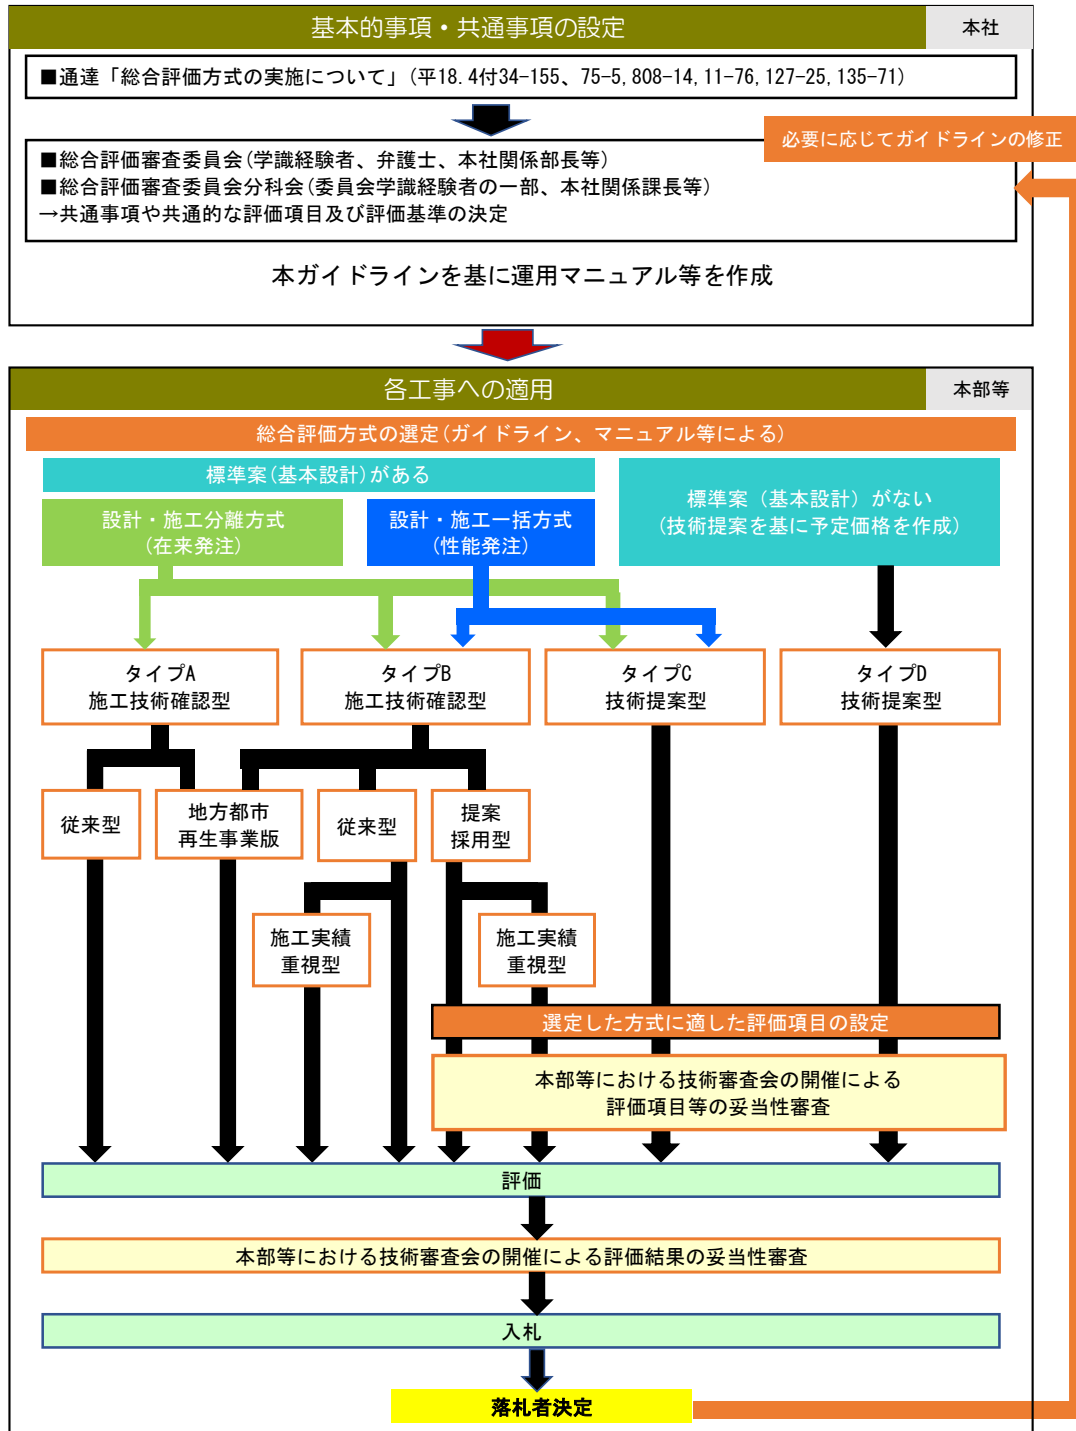 基本的事項・共通事項の設定
本社
■通達「総合評価方式の実施について」(平18.4付34-155、75-5,808-14,11-76,127-25,135-71)
必要に応じてガイドラインの修正
■総合評価審査委員会(学識経験者、弁護士、本社関係部長等)
■総合評価審査委員会分科会(委員会学識経験者の一部、本社関係課長等)
→共通事項や共通的な評価項目及び評価基準の決定
本ガイドラインを基に運用マニュアル等を作成
各工事への適用
本部等
総合評価方式の選定(ガイドライン、マニュアル等による)
標準案(基本設計)がある
標準案（基本設計）がない
(技術提案を基に予定価格を作成)
設計・施工分離方式
(在来発注)
設計・施工一括方式
(性能発注)
タイプA
施工技術確認型
タイプB
施工技術確認型
タイプC
技術提案型
タイプD
技術提案型
従来型
地方都市
再生事業版
従来型
提案
採用型
施工実績
重視型
施工実績
重視型
選定した方式に適した評価項目の設定
本部等における技術審査会の開催による
評価項目等の妥当性審査
評価
本部等における技術審査会の開催による評価結果の妥当性審査
入札
落札者決定